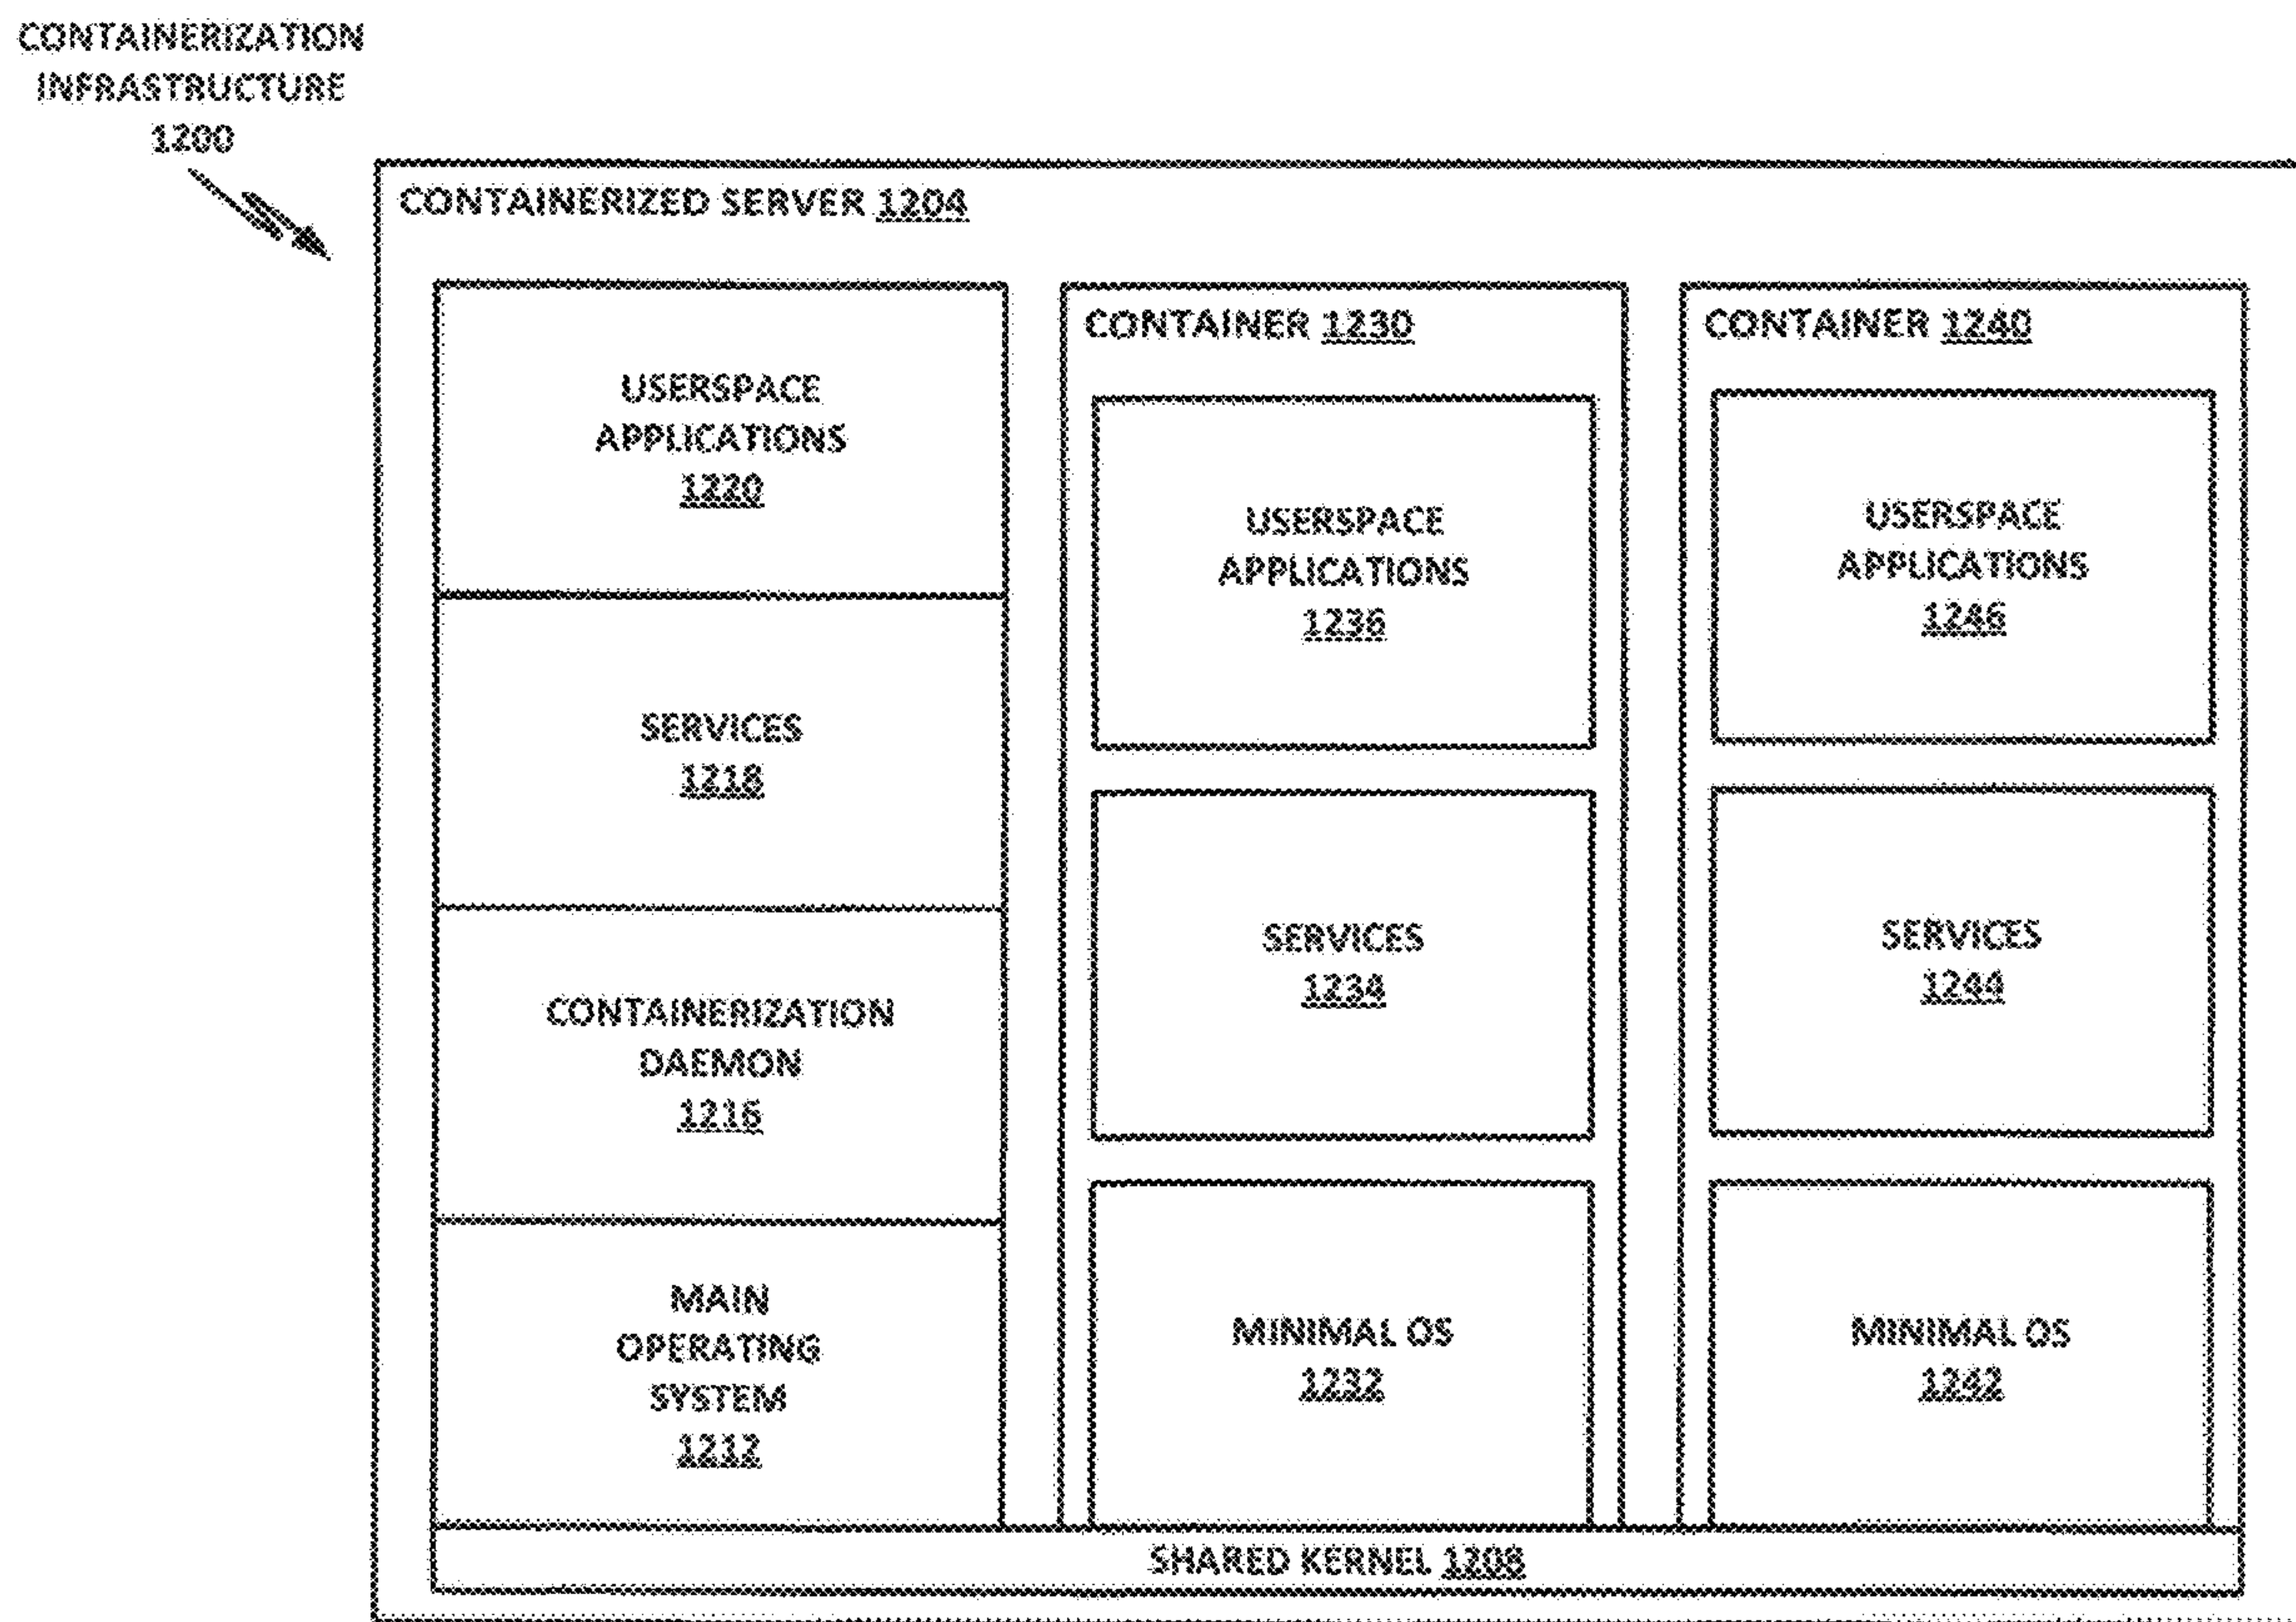 CONTAINERIZATION
INFRASTRUCTURE
1200
CONTAINERIZED SERVER 1204
USERSPACE
APPLICATIONS
1220
SERVICES
1218
CONTAINERIZATION
DAEMON
1216
MAIN
OPERATING
SYSTEM
1212
CONTAINER 1230
USERSPACE
APPLICATIONS
1236
SERVICES
1234
MINIMAL OS
1232
CONTAINER 1240
USERSPACE
APPLICATIONS
1246
SERVICES
1244
MINIMAL OS
1242
SHARED KERNEL 1208